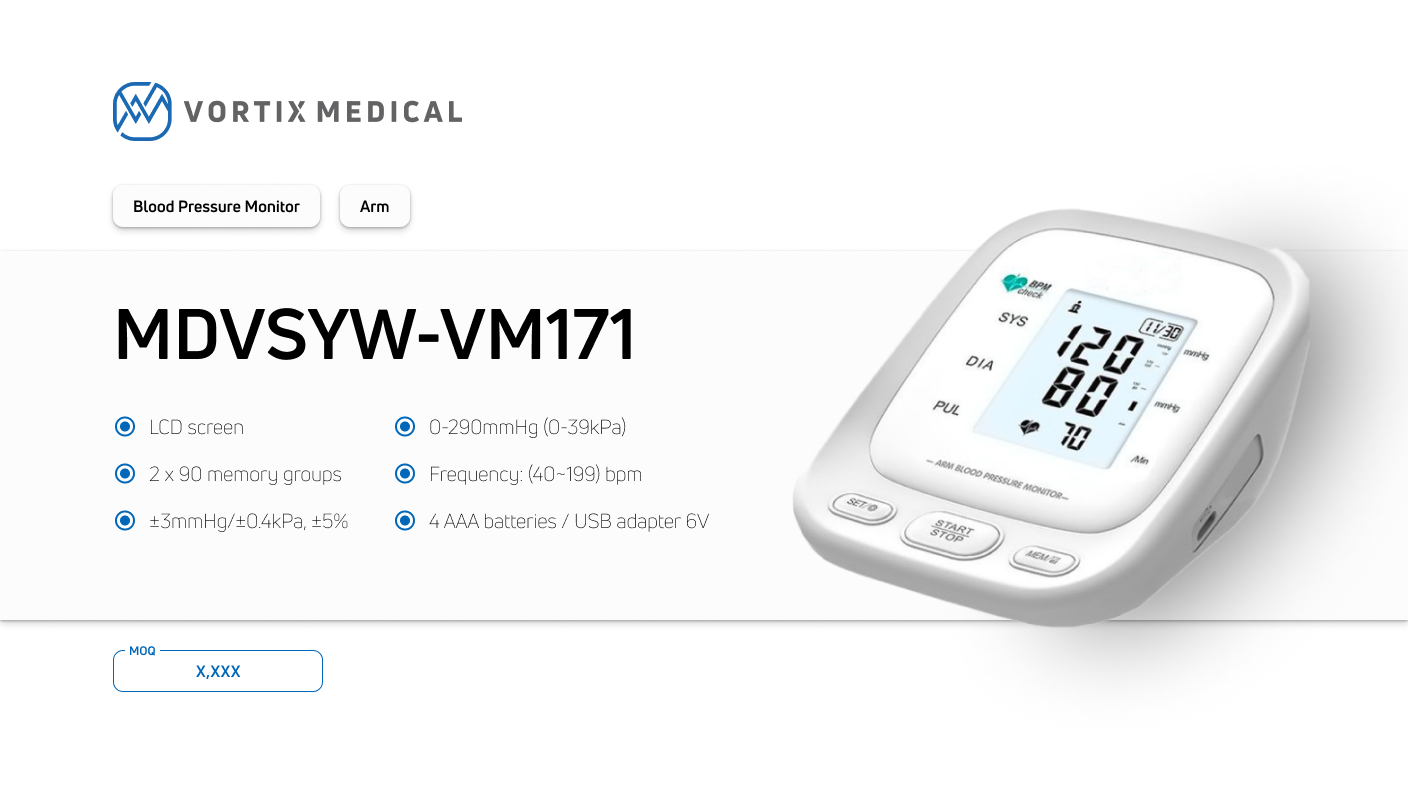 VORTIX MEDICAL
Blood Pressure Monitor
Arm
MDVSYW-VM171
LCD screen
0-290mmHg (0-39kPa)
2 x 90 memory groups
Frequency: (40~199) bpm
±3mmHg/±0.4kPa, ±5%
4 AAA batteries / USB adapter 6V
MOQ
X,XXX
BPM
check
11/30
SYS
120
mmHg
DIA
80
mmHg
PUL
70
/Min
— ARM BLOOD PRESSURE MONITOR—
SET/
START
STOP
MEM/